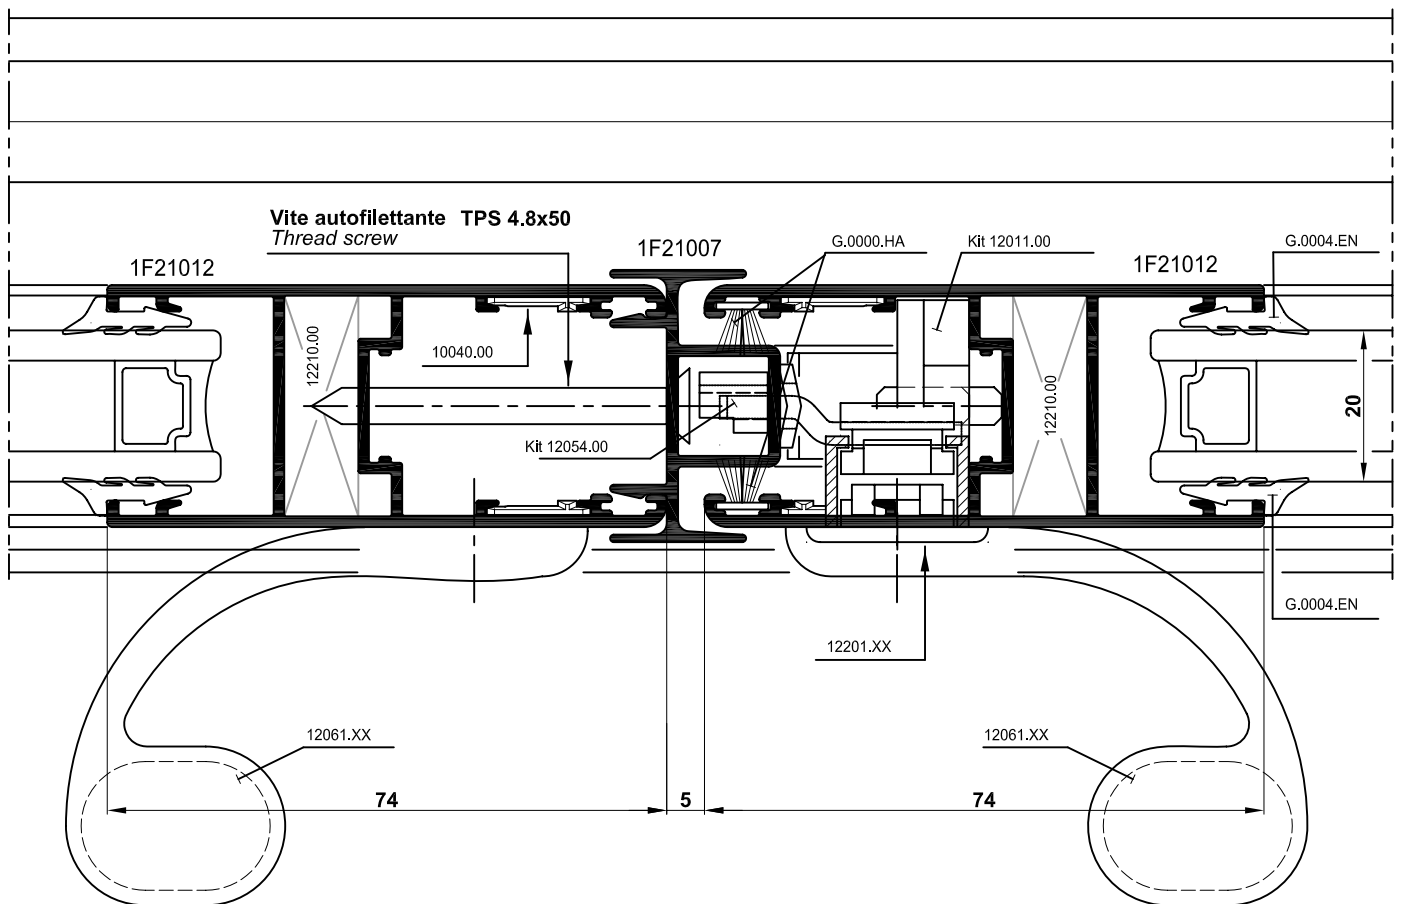 Vite autofilettante TPS 4.8x50
Thread screw
1F21007
G.0000.HA
Kit 12011.00
G.0004.EN
1F21012
1F21012
12210.00
10040.00
12210.00
20
Kit 12054.00
G.0004.EN
12201.XX
12061.XX
12061.XX
74
5
74